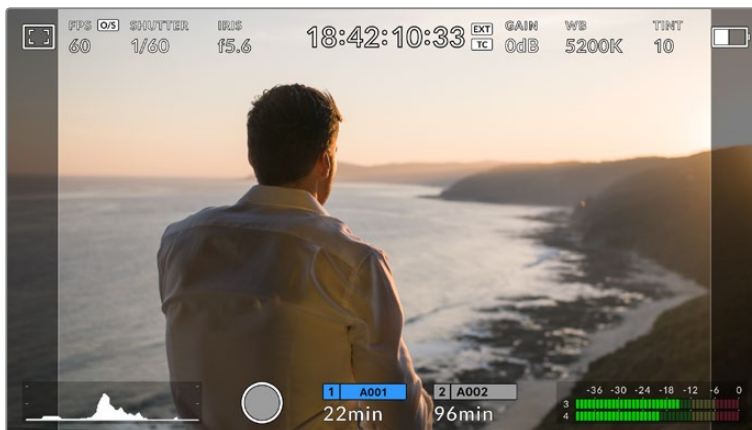 FPS O/S SHUTTER IRIS 18:42:10:33 EXT GAIN WB TINT
60 1/60 f5.6 TC 0dB 5200K 10
1 A001 2 A002 -36 -30 -24 -18 -12 -6 0
22min 96min 3
4